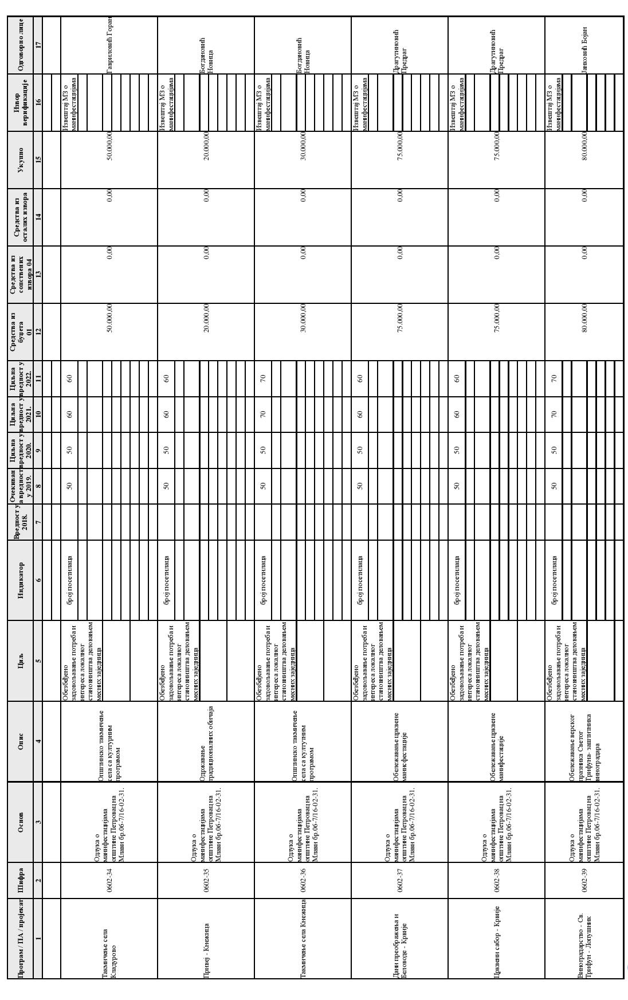 Програм / ПА / пројекат
Шифра
Основ
Опис
Циљ
Индикатор
Вредност у
2018.
Очекиван
а вредност
у 2019.
Циљна
вредност у
2020.
Циљна
вредност у
2021.
Циљна
вредност у
2022.
Средства из
буџета
01
Средства из
сопствених
извора 04
Средства из
осталих извора
Укупно
Извор
верификације
Одговорно лице
1
2
3
4
5
6
7
8
9
10
11
12
13
14
15
16
17
Такмичење села
Кладурово
0602-34
Одлука о
манифестацијама
општине Петровац на
Млави бр.06-7/16-02-31.
Општинско такмичење
села са културним
програмом
Обезбеђено
задовољавање потреба и
интереса локалног
становништва деловањем
месних заједница
број посетилаца
50
50
60
60
50.000,00
0,00
0,00
50.000,00
Извештај МЗ о
манифестацијама
Гавриловић Горан
Привеј - Кнежица
0602-35
Одлука о
манифестацијама
општине Петровац на
Млави бр.06-7/16-02-31.
Одржавање
традиционалних обичаја
Обезбеђено
задовољавање потреба и
интереса локалног
становништва деловањем
месних заједница
број посетилаца
50
50
60
60
20.000,00
0,00
0,00
20.000,00
Извештај МЗ о
манифестацијама
Богдановић
Новица
Такмичење села Кнежица
0602-36
Одлука о
манифестацијама
општине Петровац на
Млави бр.06-7/16-02-31.
Општинско такмичење
села са култутним
програмом
Обезбеђено
задовољавање потреба и
интереса локалног
становништва деловањем
месних заједница
број посетилаца
50
50
70
70
30.000,00
0,00
0,00
30.000,00
Извештај МЗ о
манифестацијама
Богдановић
Новица
Дани преображења и
Беловоде - Крвије
0602-37
Одлука о
манифестацијама
општине Петровац на
Млави бр.06-7/16-02-31.
Обележавање црквене
манисфестације
Обезбеђено
задовољавање потреба и
интереса локалног
становништва деловањем
месних заједница
број посетилаца
50
50
60
60
75.000,00
0,00
0,00
75.000,00
Извештај МЗ о
манифестацијама
Драгутиновић
Предраг
Црквени сабор - Крвије
0602-38
Одлука о
манифестацијама
општине Петровац на
Млави бр.06-7/16-02-31.
Обележавање црквене
манифестације
Обезбеђено
задовољавање потреба и
интереса локалног
становништва деловањем
месних заједница
број посетилаца
50
50
60
60
75.000,00
0,00
0,00
75.000,00
Извештај МЗ о
манифестацијама
Драгутиновић
Предраг
Виноградарство - Св.
Трифун - Лопушник
0602-39
Одлука о
манифестацијама
општине Петровац на
Млави бр.06-7/16-02-31.
Обележавање верског
празника Светог
Трифуна- заштитника
виноградара
Обезбеђено
задовољавање потреба и
интереса локалног
становништва деловањем
месних заједница
број посетилаца
50
50
70
70
80.000,00
0,00
0,00
80.000,00
Извештај МЗ о
манифестацијама
Јанковић Бојан